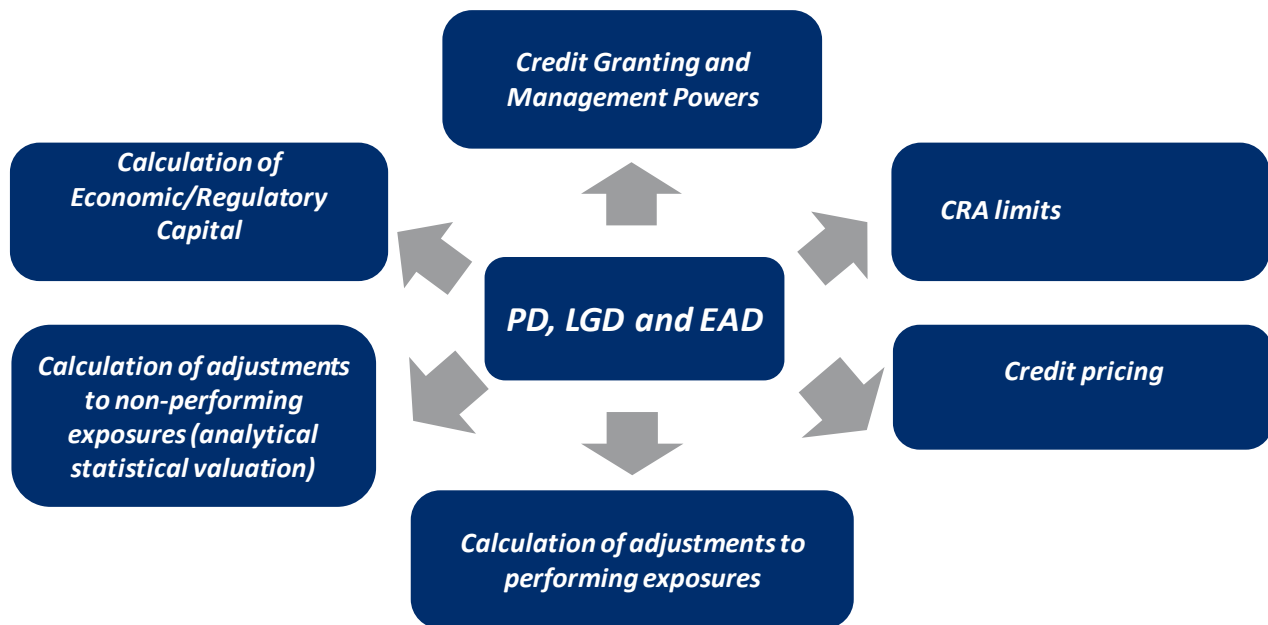 Credit Granting and
Management Powers
Calculation of
Economic/Regulatory
Capital
CRA limits
PD, LGD and EAD
Calculation of adjustments
to non-performing
exposures (analytical
statistical valuation)
Credit pricing
Calculation of adjustments to
performing exposures